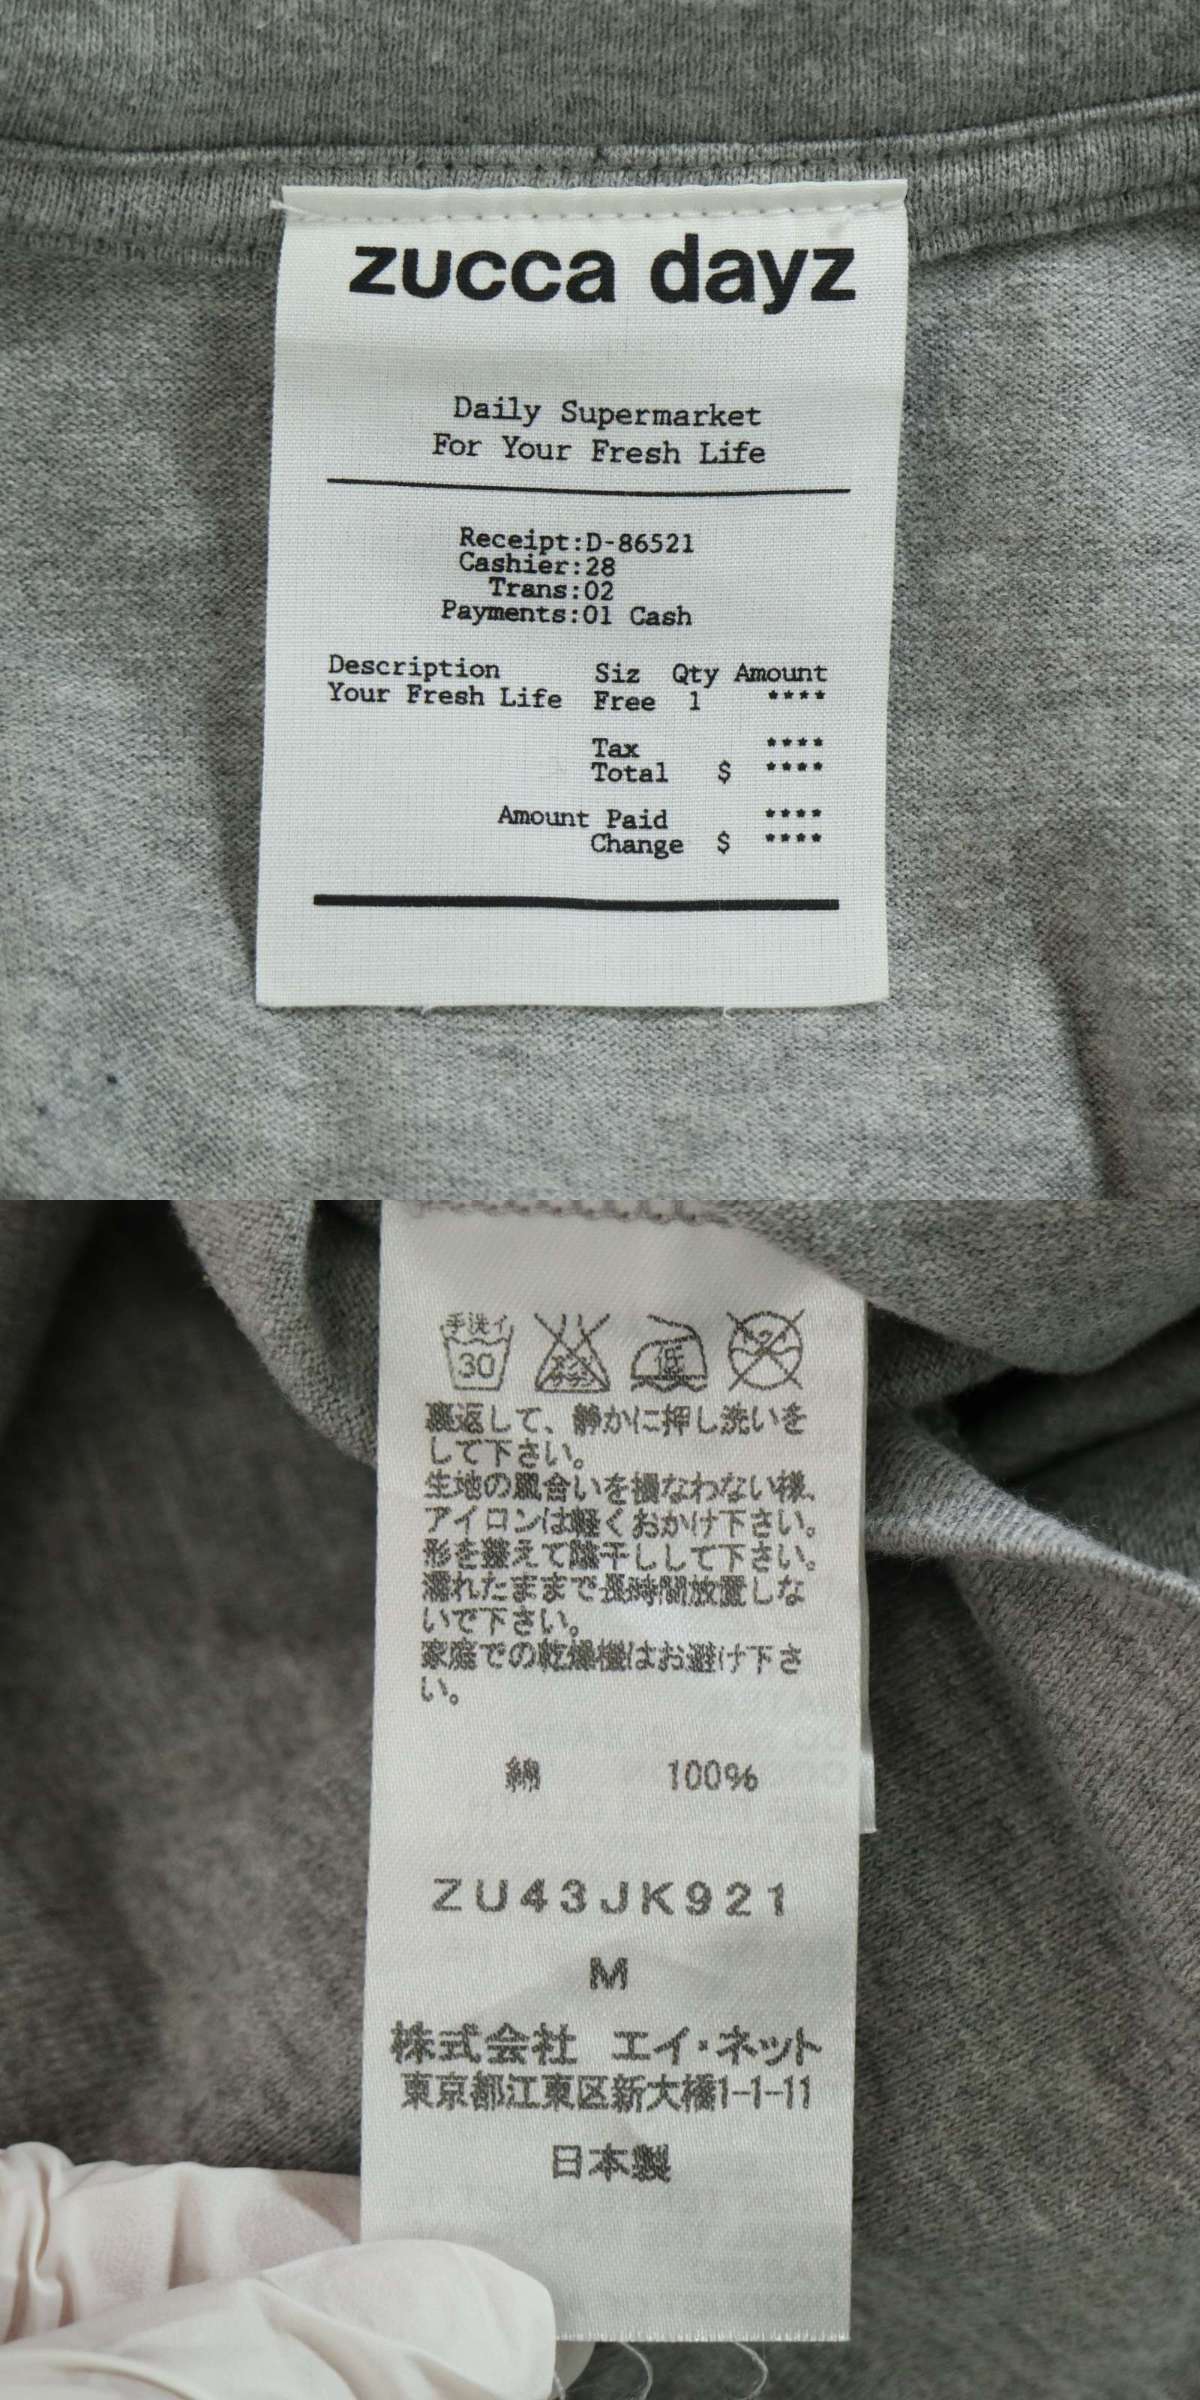 zucca dayz
Daily Supermarket
For Your Fresh Life
Receipt:D-86521
Cashier:28
Trans:02
Payments:01 Cash
Description Siz Qty Amount
Your Fresh Life Free 1 ****
Tax ****
Total $ ****
Amount Paid ****
Change $ ****
手洗イ
30
エンソサラシ
低
裏返して、静かに押し洗いを
して下さい。
生地の風合いを損なわない様、
アイロンは軽くおかけ下さい。
形を整えて陰干しして下さい。
濡れたままで長時間放置しな
いで下さい。
家庭での乾燥機はお避け下さ
い。
綿 100%
ZU43JK921
M
株式会社 エイ・ネット
東京都江東区新大橋1-1-11
日本製